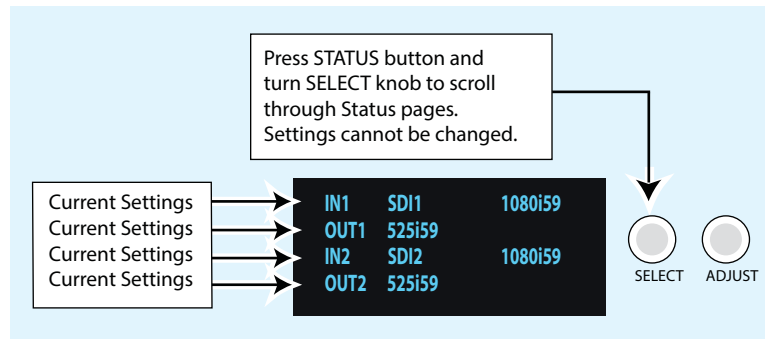 Press STATUS button and
turn SELECT knob to scroll
through Status pages.
Settings cannot be changed.
Current Settings
Current Settings
Current Settings
Current Settings
IN1 SDI1 1080i59
OUT1 525i59
IN2 SDI2 1080i59
OUT2 525i59
SELECT ADJUST